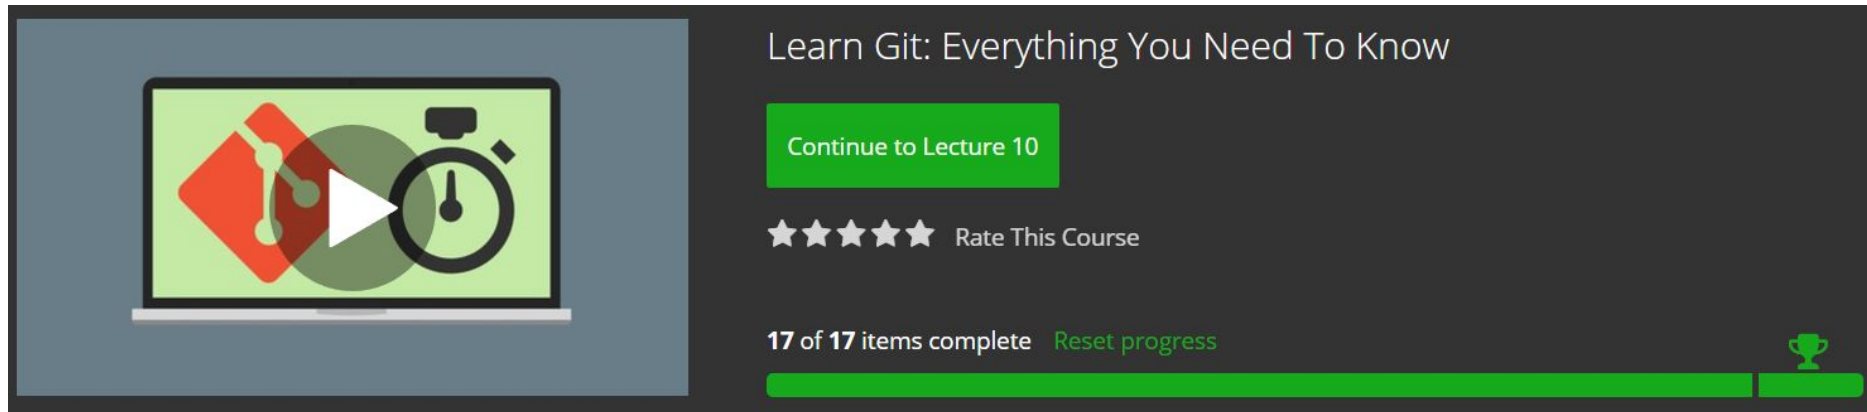 Learn Git: Everything You Need To Know
Continue to Lecture 10
Rate This Course
17 of 17 items complete Reset progress